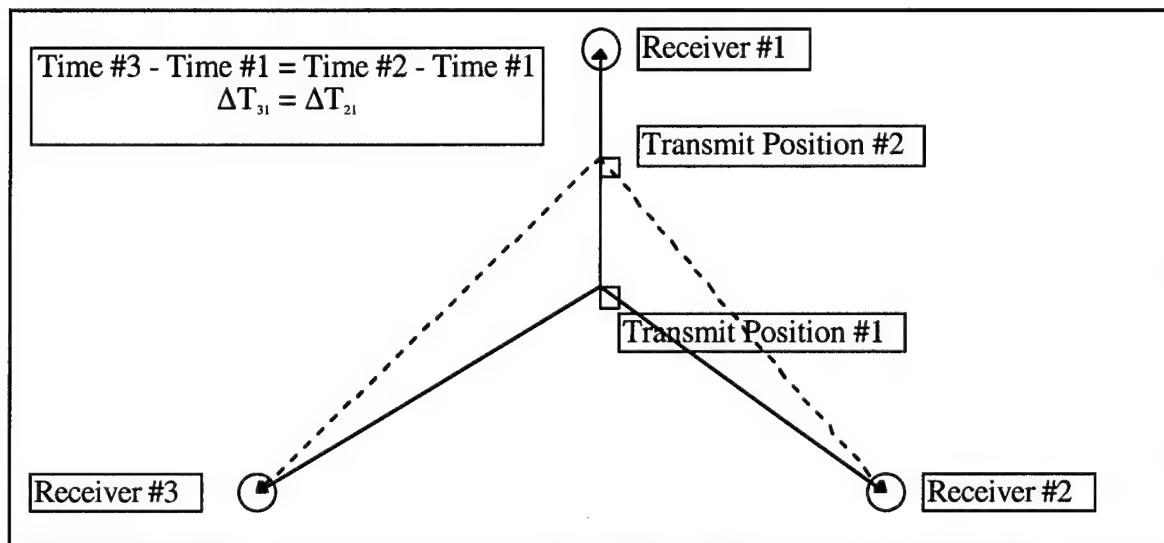 Receiver #1
Time #3 - Time #1 = Time #2 - Time #1
ΔT₃₁ = ΔT₂₁
Transmit Position #2
Transmit Position #1
Receiver #3
Receiver #2